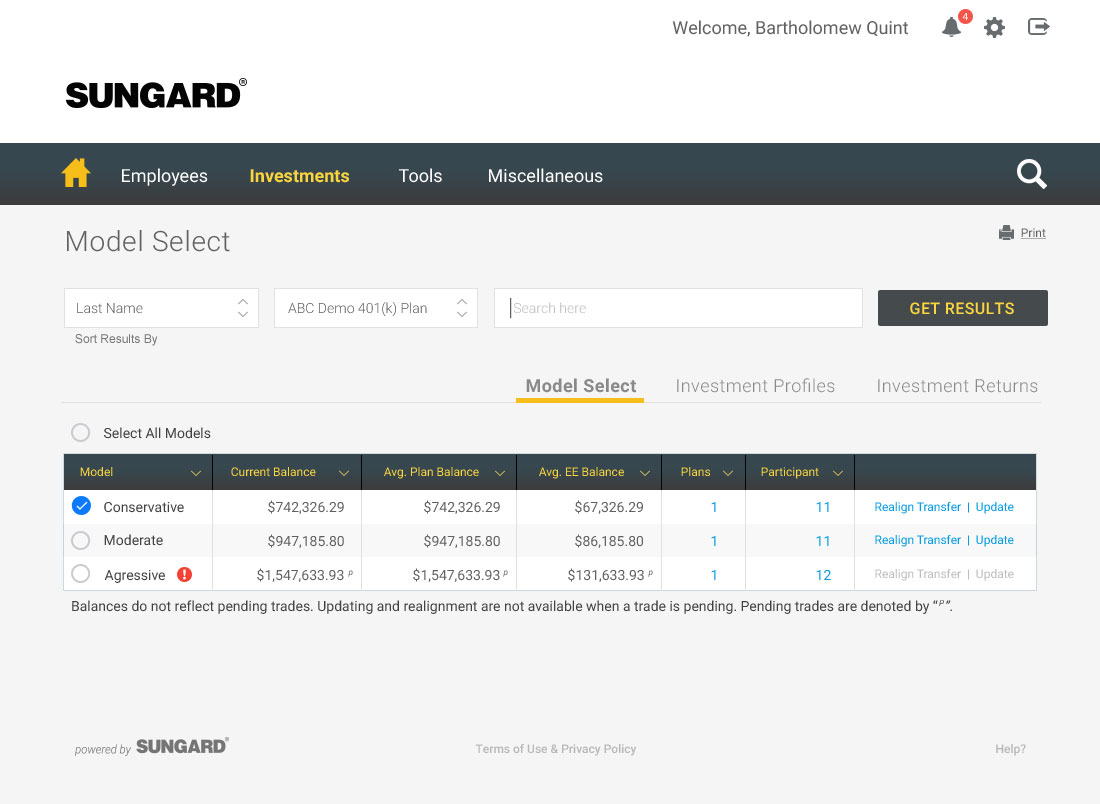 Welcome, Bartholomew Quint 4
SUNGARD®
Employees Investments Tools Miscellaneous
Model Select
Print
Last Name ABC Demo 401(k) Plan Search here GET RESULTS
Sort Results By
Model Select Investment Profiles Investment Returns
Select All Models
Model Current Balance Avg. Plan Balance Avg. EE Balance Plans Participant
Conservative $742,326.29 $742,326.29 $67,326.29 1 11 Realign Transfer | Update
Moderate $947,185.80 $947,185.80 $86,185.80 1 11 Realign Transfer | Update
Agressive ! $1,547,633.93 P $1,547,633.93 P $131,633.93 P 1 12 Realign Transfer | Update
Balances do not reflect pending trades. Updating and realignment are not available when a trade is pending. Pending trades are denoted by “P”.
powered by SUNGARD® Terms of Use & Privacy Policy Help?